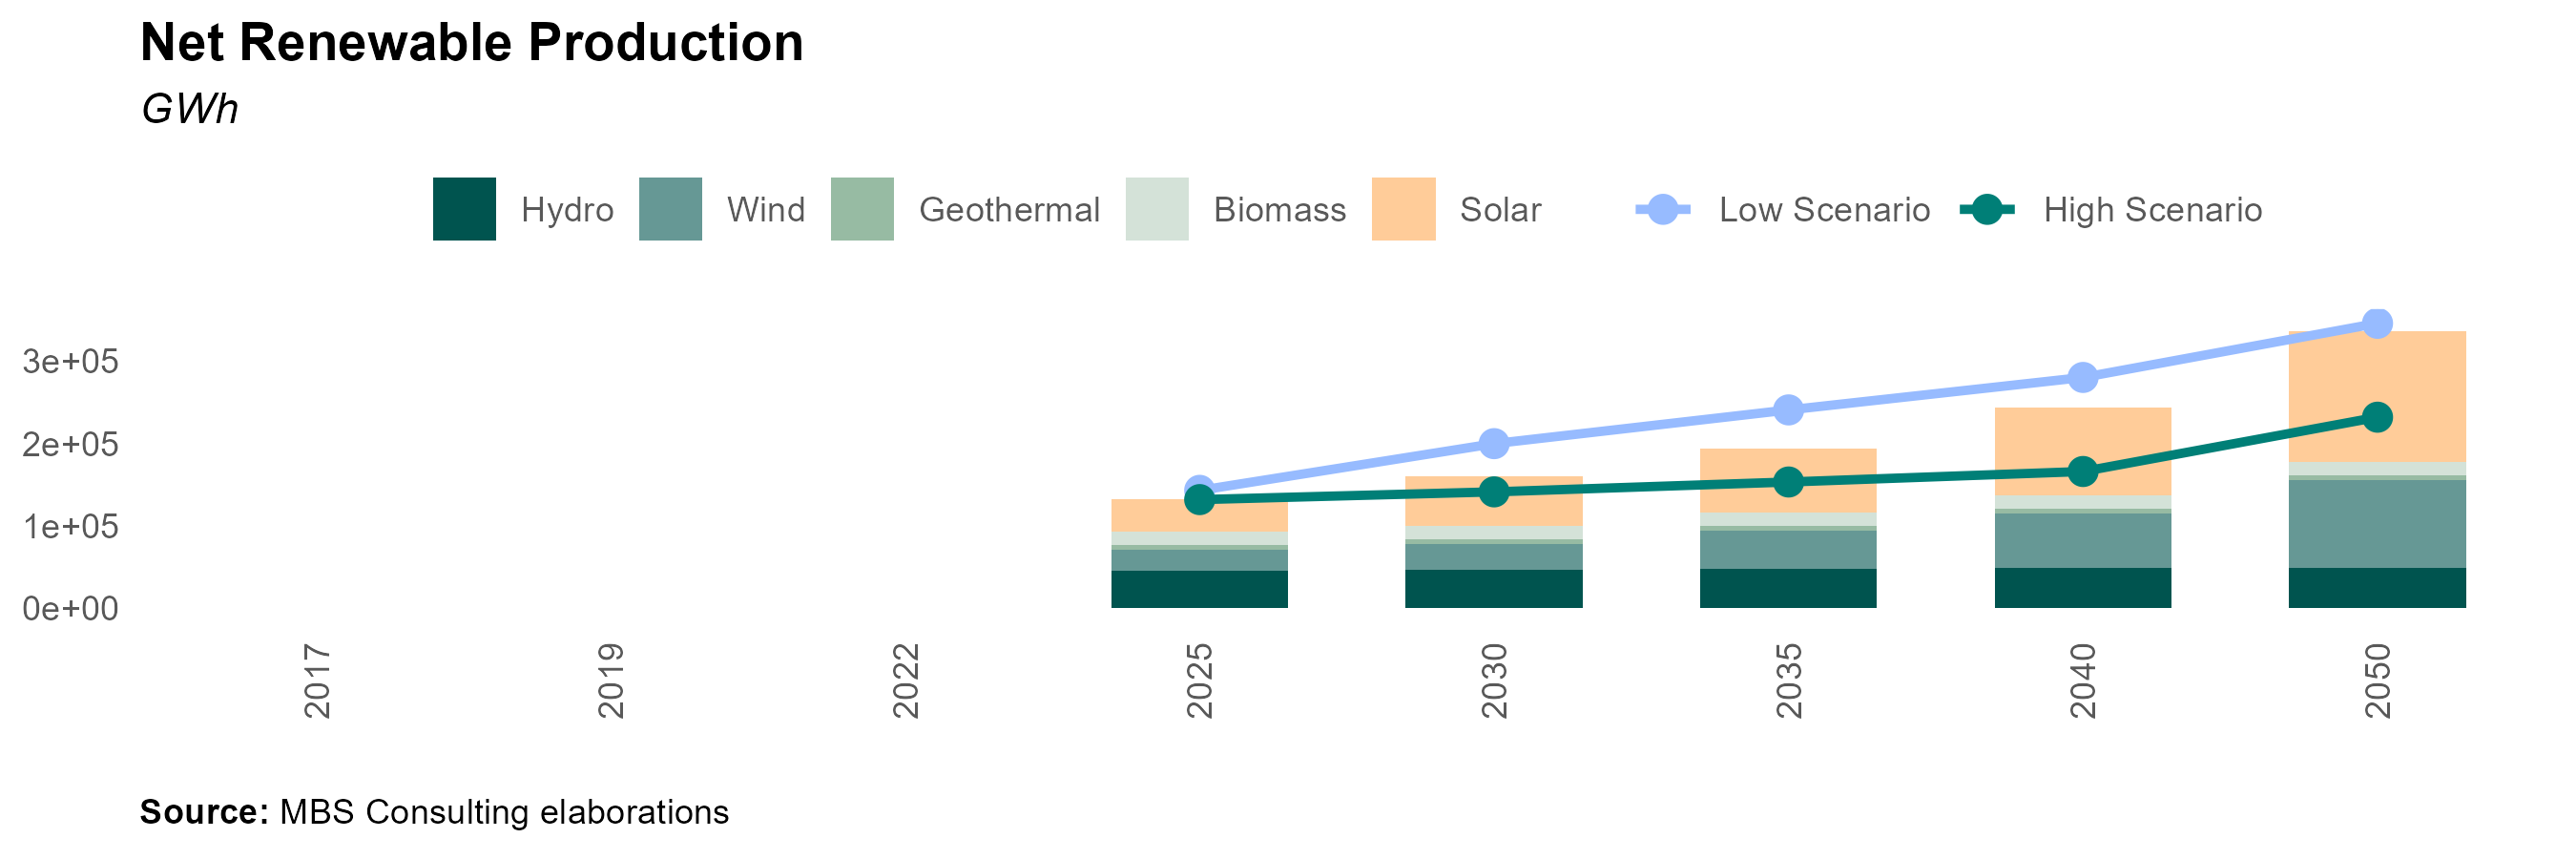 Net Renewable Production
GWh
Hydro Wind Geothermal Biomass Solar Low Scenario High Scenario
3e+05
2e+05
1e+05
0e+00
2017 2019 2022 2025 2030 2035 2040 2050
Source: MBS Consulting elaborations